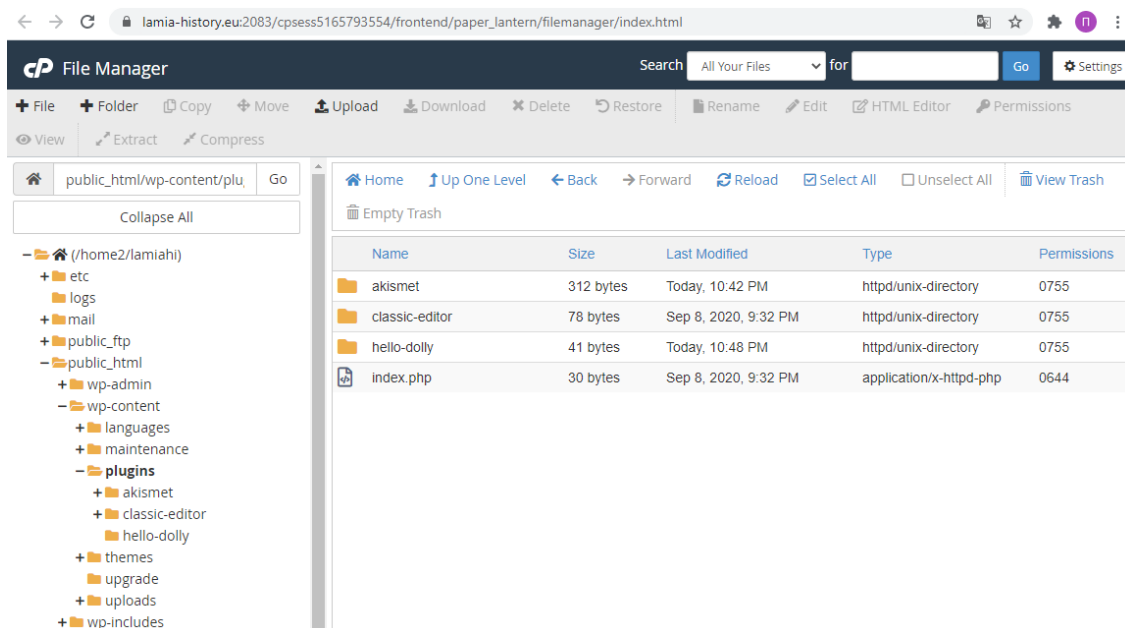 lamia-history.eu:2083/cpsess5165793554/frontend/paper_lantern/filemanager/index.html
П
cP File Manager
Search All Your Files for Go Settings
File Folder Copy Move Upload Download Delete Restore Rename Edit HTML Editor Permissions
View Extract Compress
public_html/wp-content/plu Go
Collapse All
(/home2/lamiahi)
etc
logs
mail
public_ftp
public_html
wp-admin
wp-content
languages
maintenance
plugins
akismet
classic-editor
hello-dolly
themes
upgrade
uploads
wp-includes
Home Up One Level Back Forward Reload Select All Unselect All View Trash
Empty Trash
Name Size Last Modified Type Permissions
akismet 312 bytes Today, 10:42 PM httpd/unix-directory 0755
classic-editor 78 bytes Sep 8, 2020, 9:32 PM httpd/unix-directory 0755
hello-dolly 41 bytes Today, 10:48 PM httpd/unix-directory 0755
index.php 30 bytes Sep 8, 2020, 9:32 PM application/x-httpd-php 0644